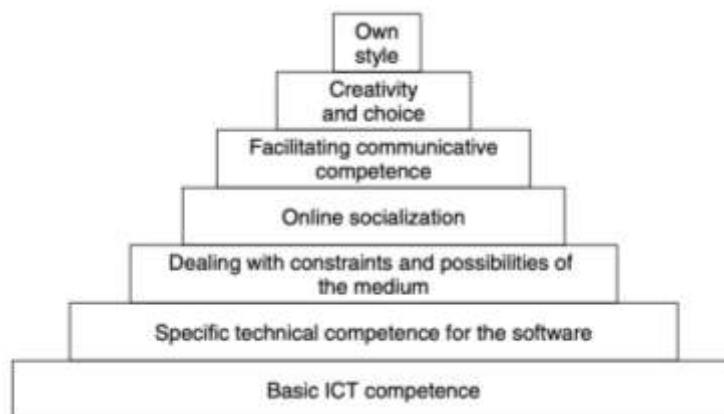 Own
style
Creativity
and choice
Facilitating communicative
competence
Online socialization
Dealing with constraints and possibilities of
the medium
Specific technical competence for the software
Basic ICT competence